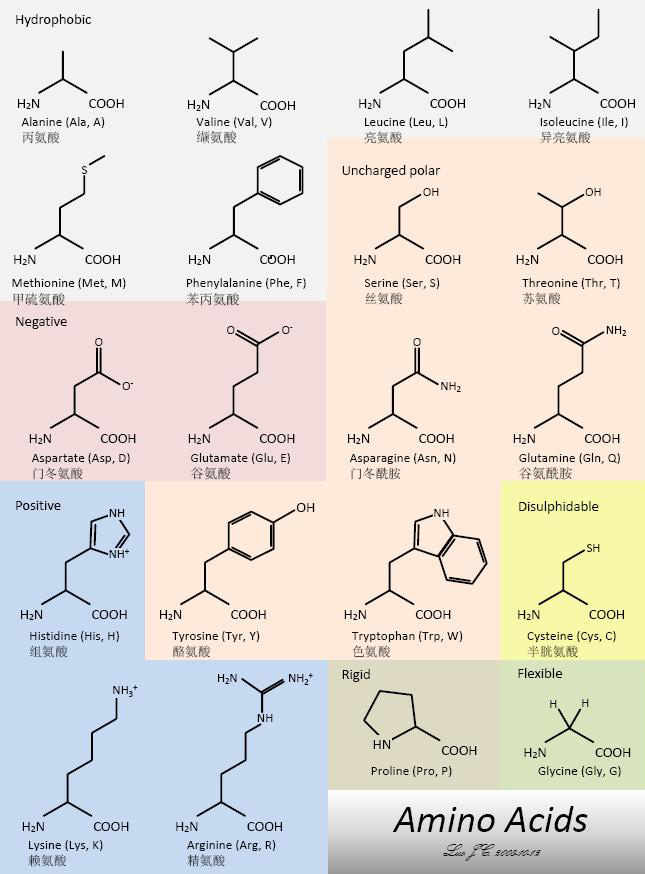 Hydrophobic
H₂N COOH
Alanine (Ala, A)
丙氨酸
H₂N COOH
Valine (Val, V)
缬氨酸
H₂N COOH
Leucine (Leu, L)
亮氨酸
H₂N COOH
Isoleucine (Ile, I)
异亮氨酸
S
H₂N COOH
Methionine (Met, M)
甲硫氨酸
H₂N COOH
Phenylalanine (Phe, F)
苯丙氨酸
Uncharged polar
OH
H₂N COOH
Serine (Ser, S)
丝氨酸
OH
H₂N COOH
Threonine (Thr, T)
苏氨酸
Negative
O
O⁻
H₂N COOH
Aspartate (Asp, D)
门冬氨酸
O O⁻
H₂N COOH
Glutamate (Glu, E)
谷氨酸
O
NH₂
H₂N COOH
Asparagine (Asn, N)
门冬酰胺
O NH₂
H₂N COOH
Glutamine (Gln, Q)
谷氨酰胺
Positive
NH
NH⁺
H₂N COOH
Histidine (His, H)
组氨酸
OH
H₂N COOH
Tyrosine (Tyr, Y)
酪氨酸
NH
H₂N COOH
Tryptophan (Trp, W)
色氨酸
Disulphidable
SH
H₂N COOH
Cysteine (Cys, C)
半胱氨酸
NH₃⁺
H₂N COOH
Lysine (Lys, K)
赖氨酸
H₂N NH₂⁺
NH
H₂N COOH
Arginine (Arg, R)
精氨酸
Rigid
HN COOH
Proline (Pro, P)
Flexible
H H
H₂N COOH
Glycine (Gly, G)
Amino Acids